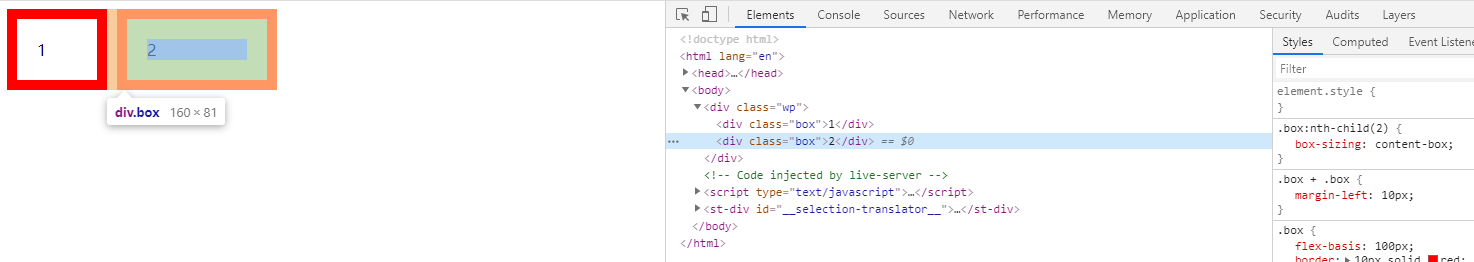 1
2
div.box 160 × 81
Elements Console Sources Network Performance Memory Application Security Audits Layers
<!doctype html>
<html lang="en">
<head>…</head>
<body>
<div class="wp">
<div class="box">1</div>
… <div class="box">2</div> == $0
</div>
<!-- Code injected by live-server -->
<script type="text/javascript">…</script>
<st-div id="__selection-translator__">…</st-div>
</body>
</html>
Styles Computed Event Listene
Filter
element.style {
}
.box:nth-child(2) {
box-sizing: content-box;
}
.box + .box {
margin-left: 10px;
}
.box {
flex-basis: 100px;
border: 10px solid red;